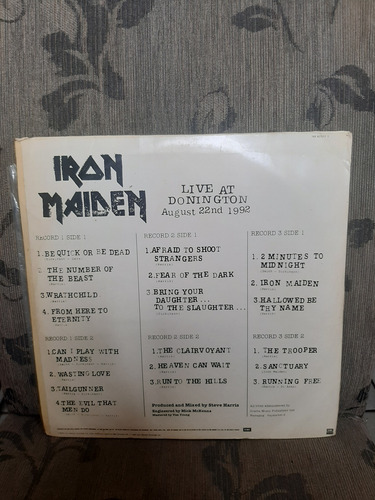 IRON
MAIDEN
LIVE AT
DONINGTON
August 22nd 1992
RECORD 1 SIDE 1
1.BE QUICK OR BE DEAD
2.THE NUMBER OF
THE BEAST
3.WRATHCHILD
4.FROM HERE TO
ETERNITY
RECORD 1 SIDE 2
1.CAN I PLAY WITH
MADNESS
2.WASTING LOVE
3.TAILGUNNER
4.THE EVIL THAT
MEN DO
RECORD 2 SIDE 1
1.AFRAID TO SHOOT
STRANGERS
2.FEAR OF THE DARK
3.BRING YOUR
DAUGHTER...
TO THE SLAUGHTER...
RECORD 2 SIDE 2
1.THE CLAIRVOYANT
2.HEAVEN CAN WAIT
3.RUN TO THE HILLS
Produced and Mixed by Steve Harris
Engineered by Mick McKenna
RECORD 3 SIDE 1
1.2 MINUTES TO
MIDNIGHT
2.IRON MAIDEN
3.HALLOWED BE
THY NAME
RECORD 3 SIDE 2
1.THE TROOPER
2.SANCTUARY
3.RUNNING FREE
EMI